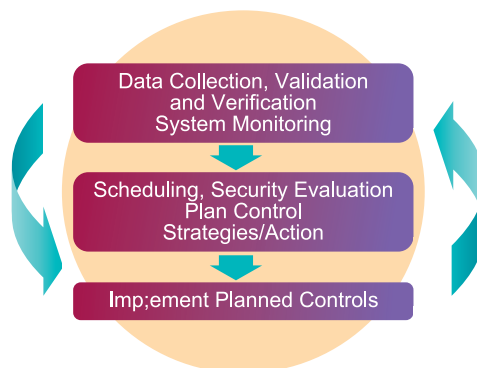 Data Collection, Validation
and Verification
System Monitoring
Scheduling, Security Evaluation
Plan Control
Strategies/Action
Imp;ement Planned Controls